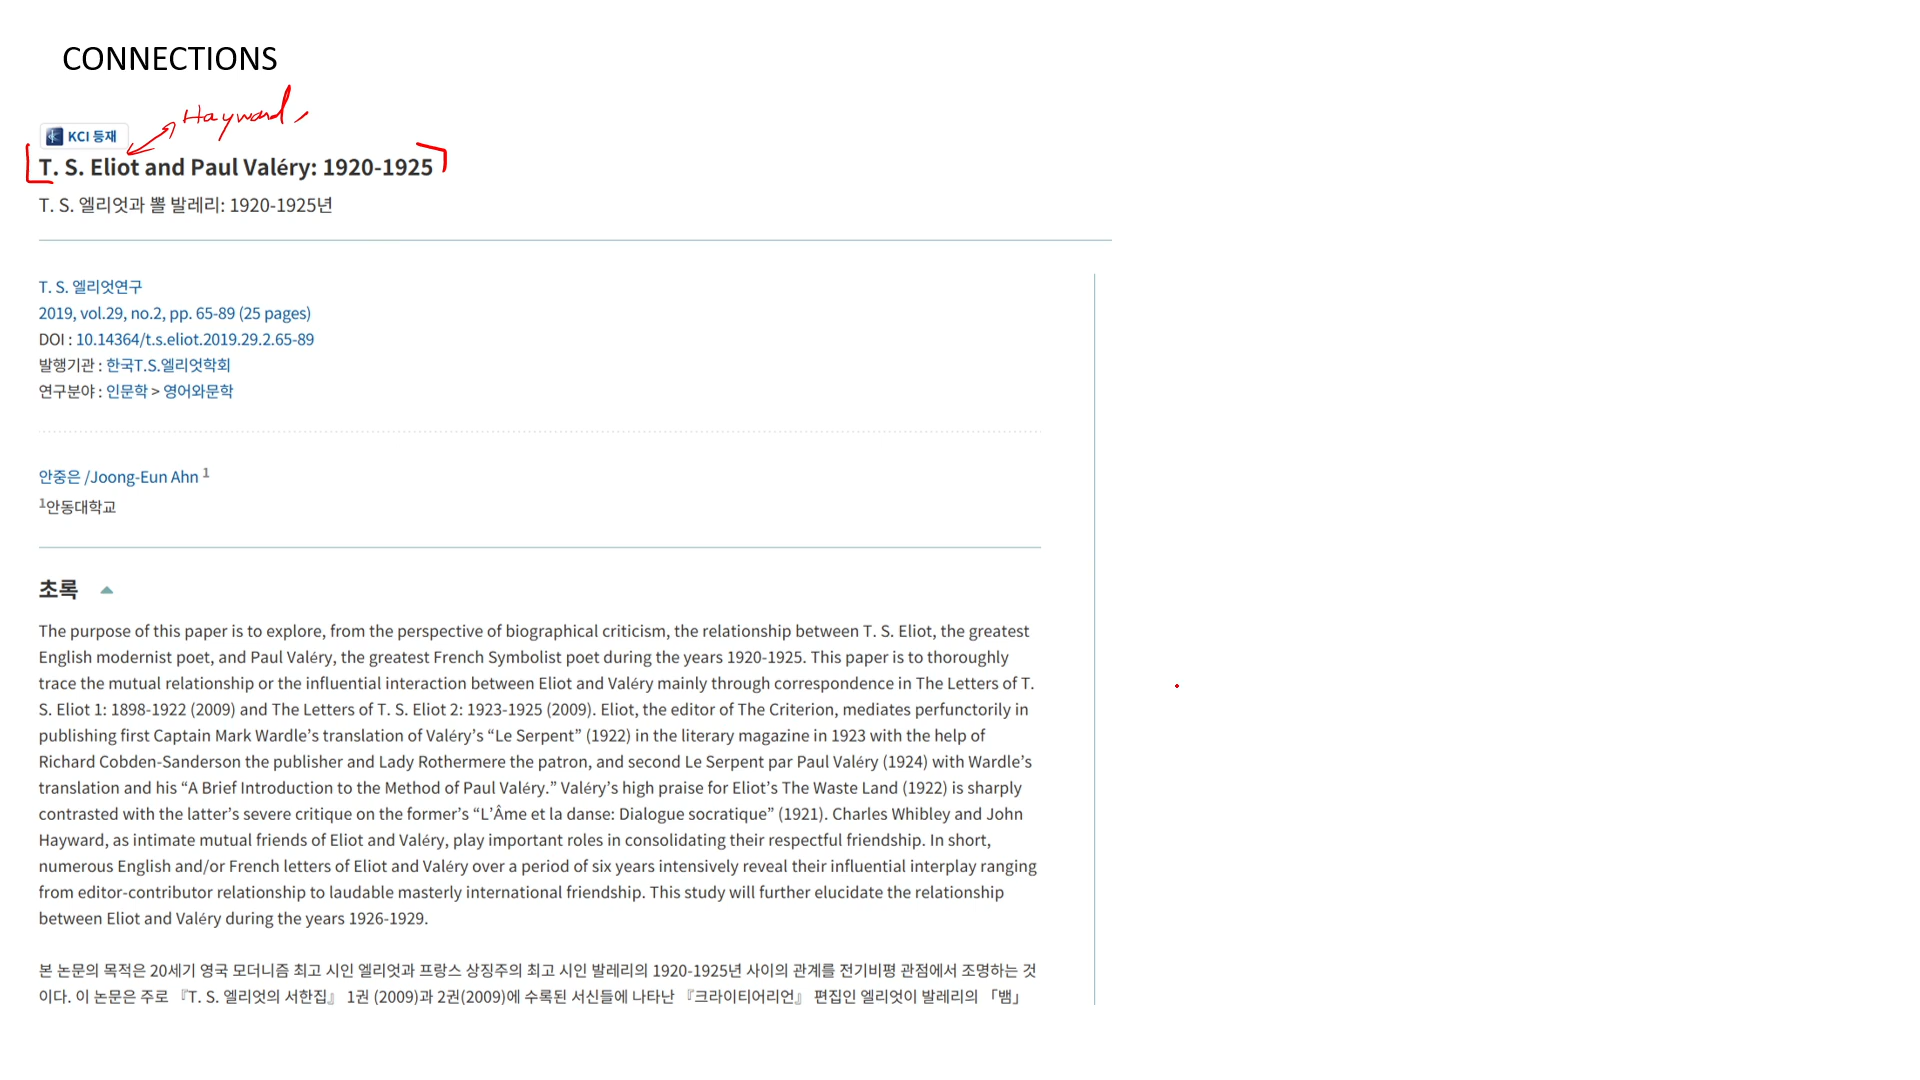 CONNECTIONS
Hayward,
KCI 등재
T. S. Eliot and Paul Valéry: 1920-1925
T. S. 엘리엇과 뽈 발레리: 1920-1925년
T. S. 엘리엇연구
2019, vol.29, no.2, pp. 65-89 (25 pages)
DOI : 10.14364/t.s.eliot.2019.29.2.65-89
발행기관 : 한국T.S.엘리엇학회
연구분야 : 인문학 > 영어와문학
안중은 /Joong-Eun Ahn 1
1안동대학교
초록
The purpose of this paper is to explore, from the perspective of biographical criticism, the relationship between T. S. Eliot, the greatest
English modernist poet, and Paul Valéry, the greatest French Symbolist poet during the years 1920-1925. This paper is to thoroughly
trace the mutual relationship or the influential interaction between Eliot and Valéry mainly through correspondence in The Letters of T.
S. Eliot 1: 1898-1922 (2009) and The Letters of T. S. Eliot 2: 1923-1925 (2009). Eliot, the editor of The Criterion, mediates perfunctorily in
publishing first Captain Mark Wardle’s translation of Valéry’s “Le Serpent” (1922) in the literary magazine in 1923 with the help of
Richard Cobden-Sanderson the publisher and Lady Rothermere the patron, and second Le Serpent par Paul Valéry (1924) with Wardle’s
translation and his “A Brief Introduction to the Method of Paul Valéry.” Valéry’s high praise for Eliot’s The Waste Land (1922) is sharply
contrasted with the latter’s severe critique on the former’s “L’Âme et la danse: Dialogue socratique” (1921). Charles Whibley and John
Hayward, as intimate mutual friends of Eliot and Valéry, play important roles in consolidating their respectful friendship. In short,
numerous English and/or French letters of Eliot and Valéry over a period of six years intensively reveal their influential interplay ranging
from editor-contributor relationship to laudable masterly international friendship. This study will further elucidate the relationship
between Eliot and Valéry during the years 1926-1929.
본 논문의 목적은 20세기 영국 모더니즘 최고 시인 엘리엇과 프랑스 상징주의 최고 시인 발레리의 1920-1925년 사이의 관계를 전기비평 관점에서 조명하는 것
이다. 이 논문은 주로 『T. S. 엘리엇의 서한집』 1권 (2009)과 2권(2009)에 수록된 서신들에 나타난 『크라이티어리언』 편집인 엘리엇이 발레리의 「뱀」